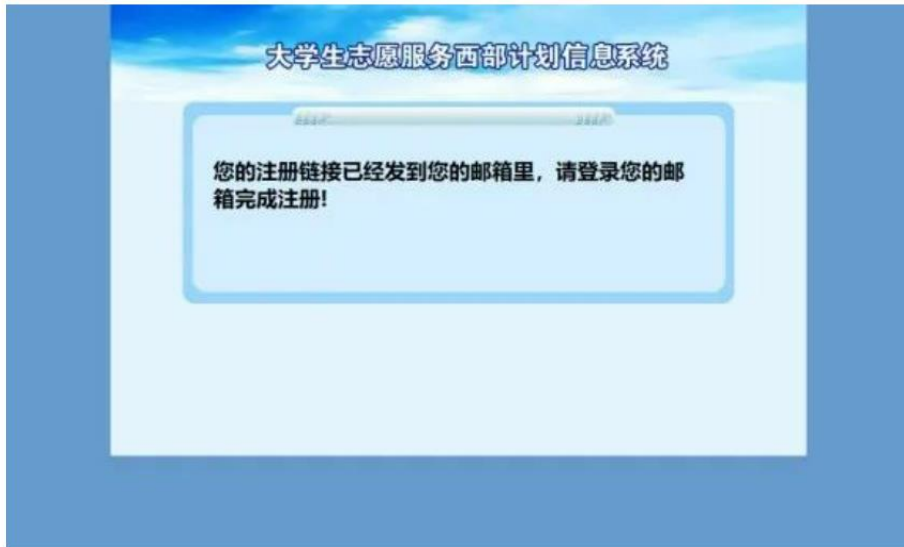 大学生志愿服务西部计划信息系统
您的注册链接已经发到您的邮箱里，请登录您的邮
箱完成注册!